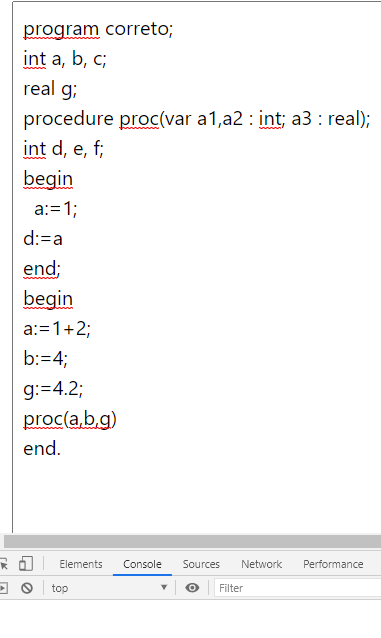 program correto;
int a, b, c;
real g;
procedure proc(var a1,a2 : int; a3 : real);
int d, e, f;
begin
a:=1;
d:=a
end;
begin
a:=1+2;
b:=4;
g:=4.2;
proc(a,b,g)
end.
Elements Console Sources Network Performance
top Filter